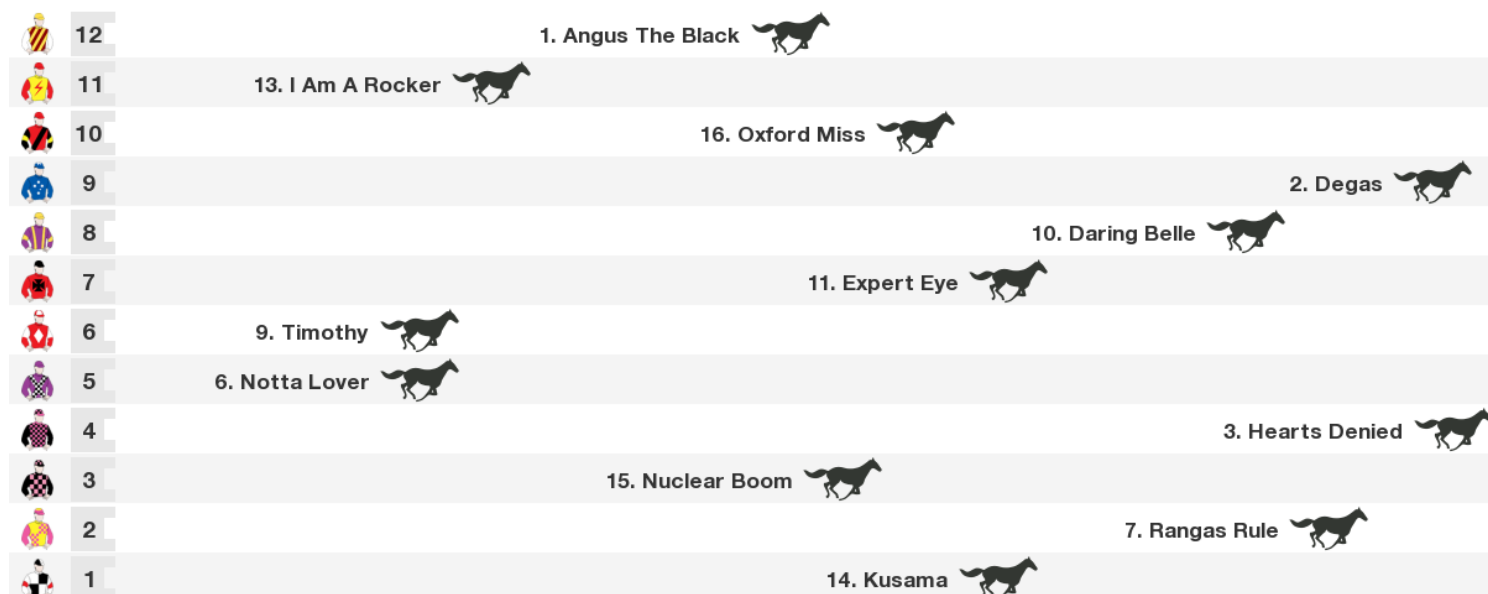 12 1. Angus The Black
11 13. I Am A Rocker
10 16. Oxford Miss
9 2. Degas
8 10. Daring Belle
7 11. Expert Eye
6 9. Timothy
5 6. Notta Lover
4 3. Hearts Denied
3 15. Nuclear Boom
2 7. Rangas Rule
1 14. Kusama